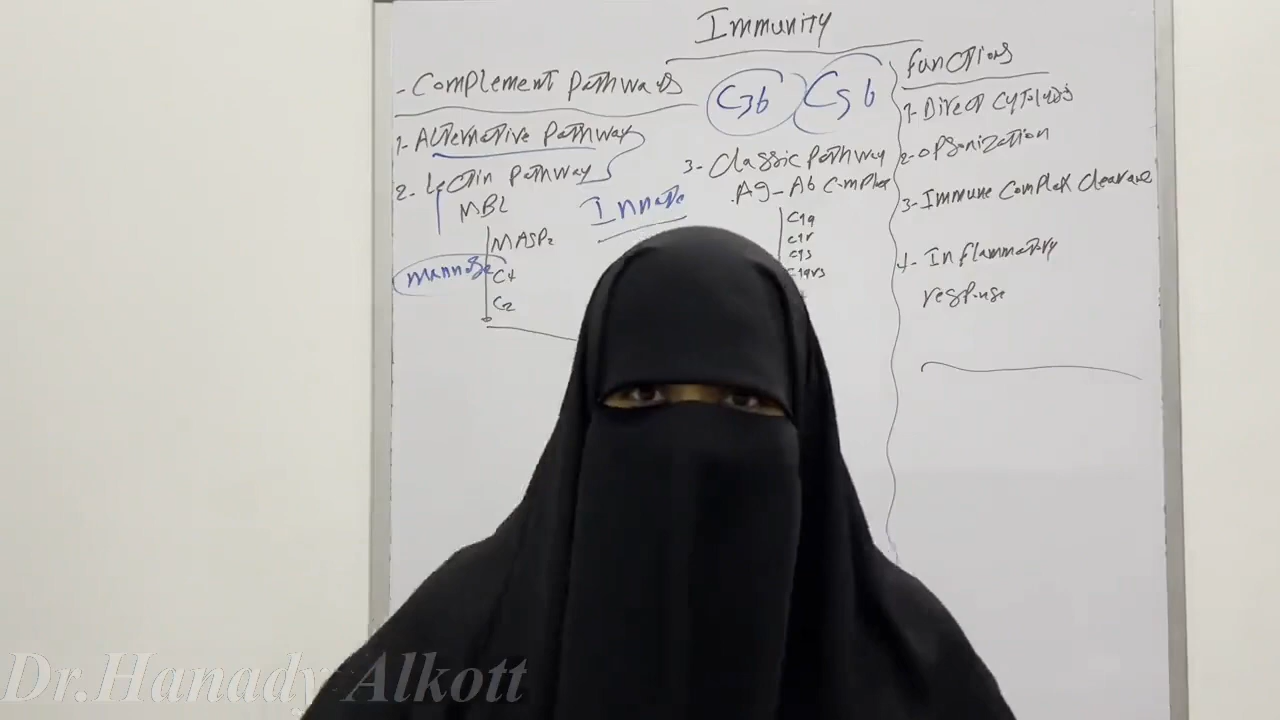 Immunity
- Complement Pathways
1- Alternative Pathway
2- Lectin Pathway
MBL
MASP2
mannose
C4
C2
Innate
C3b
C5b
3- Classic Pathway
Ag - Ab Complex
C1q
C1r
C1s
C1qrs
Functions
1- Direct Cytolysis
2- opsonization
3- Immune Complex Clearance
4- Inflammatory
response
Dr.Hanady Alkott